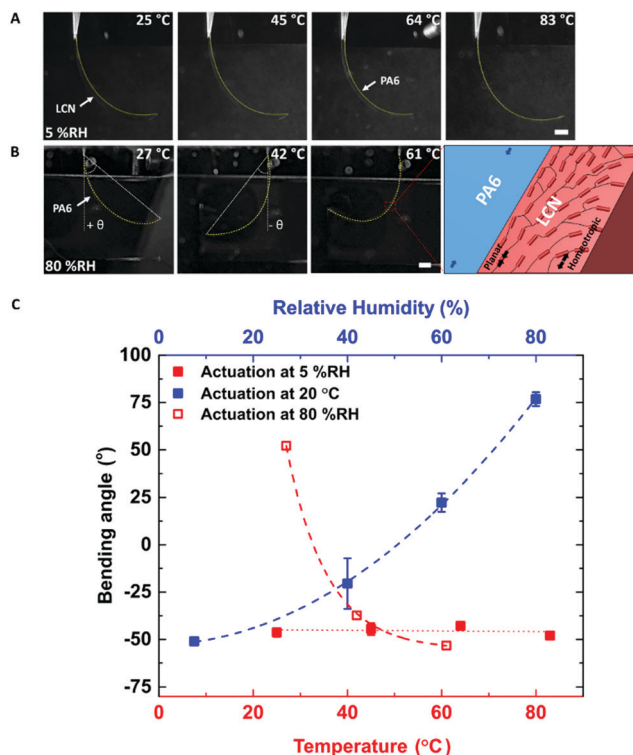 A
25 °C
45 °C
64 °C
83 °C
LCN
PA6
5 %RH
B
27 °C
42 °C
61 °C
PA6
+ θ
- θ
80 %RH
PA6
LCN
Planar
Homeotropic
C
Relative Humidity (%)
0 20 40 60 80
100
75
50
25
0
-25
-50
-75
Actuation at 5 %RH
Actuation at 20 °C
Actuation at 80 %RH
Bending angle (°)
0 20 40 60 80
Temperature (°C)